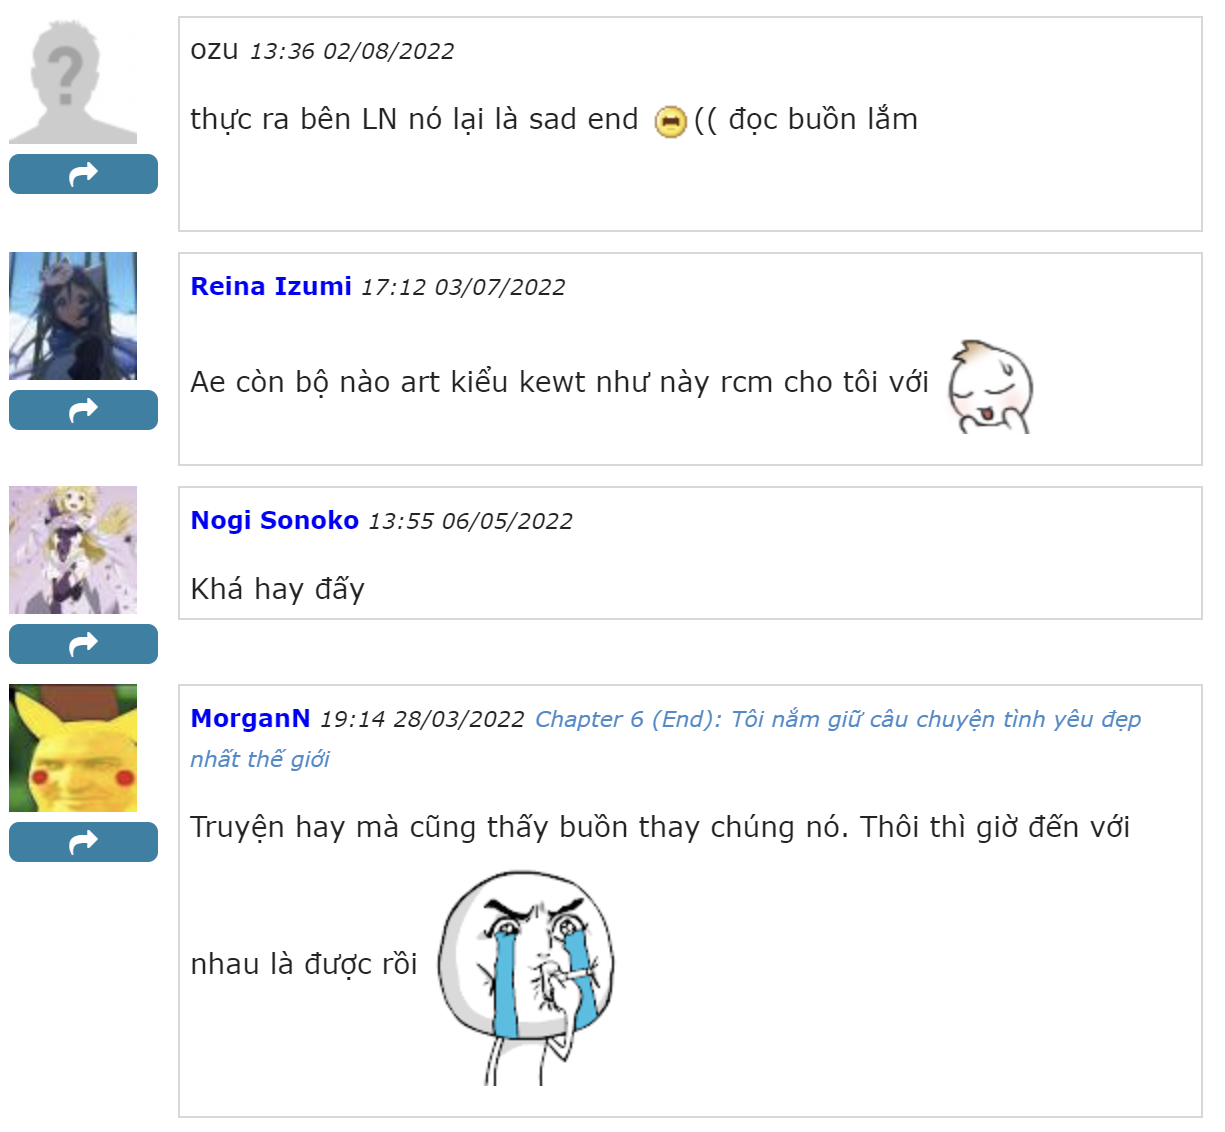 ozu 13:36 02/08/2022
thực ra bên LN nó lại là sad end (( đọc buồn lắm
Reina Izumi 17:12 03/07/2022
Ae còn bộ nào art kiểu kewt như này rcm cho tôi với
Nogi Sonoko 13:55 06/05/2022
Khá hay đấy
MorganN 19:14 28/03/2022 Chapter 6 (End): Tôi nắm giữ câu chuyện tình yêu đẹp
nhất thế giới
Truyện hay mà cũng thấy buồn thay chúng nó. Thôi thì giờ đến với
nhau là được rồi